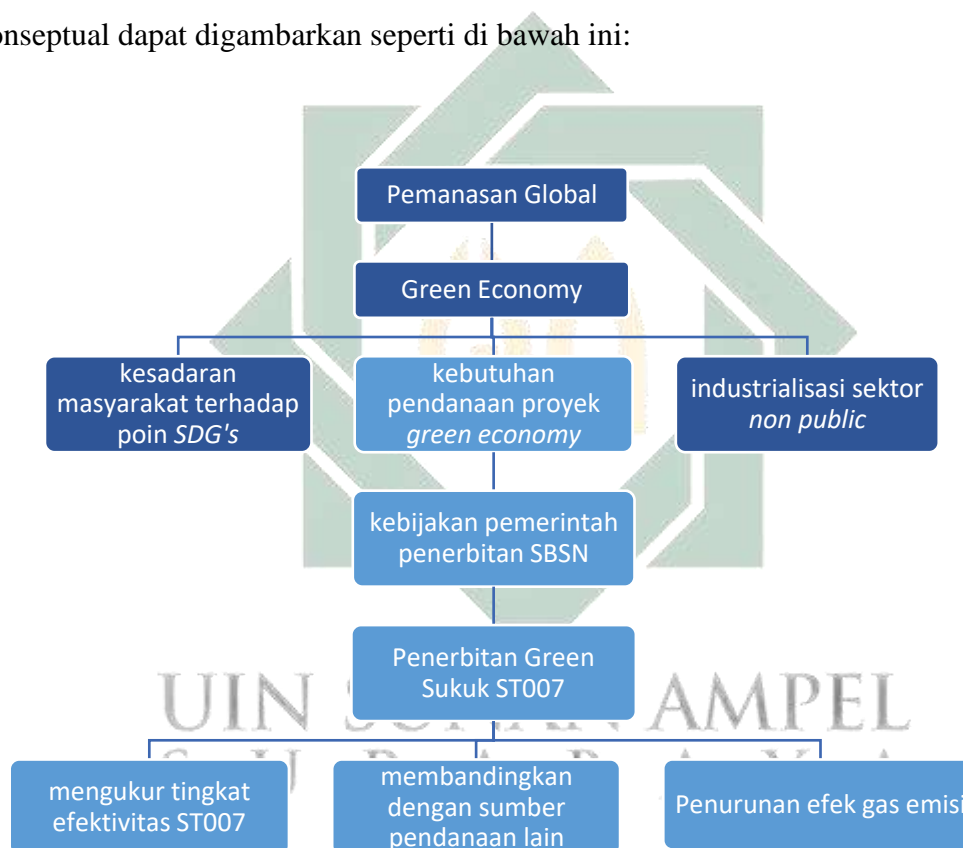 onseptual dapat digambarkan seperti di bawah ini:
Pemanasan Global
Green Economy
kesadaran
masyarakat terhadap
poin SDG's
kebutuhan
pendanaan proyek
green economy
industrialisasi sektor
non public
kebijakan pemerintah
penerbitan SBSN
Penerbitan Green
Sukuk ST007
UIN SUNAN AMPEL
S U R A B A Y A
mengukur tingkat
efektivitas ST007
membandingkan
dengan sumber
pendanaan lain
Penurunan efek gas emisi